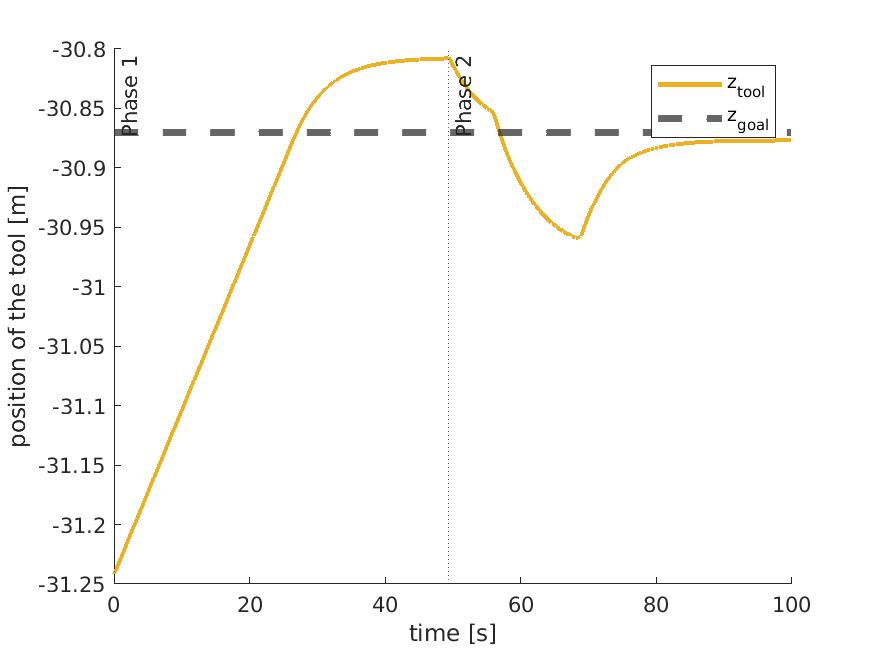 -30.8
-30.85
-30.9
-30.95
-31
-31.05
-31.1
-31.15
-31.2
-31.25
0
20
40
60
80
100
position of the tool [m]
time [s]
Phase 1
Phase 2
z_tool
z_goal